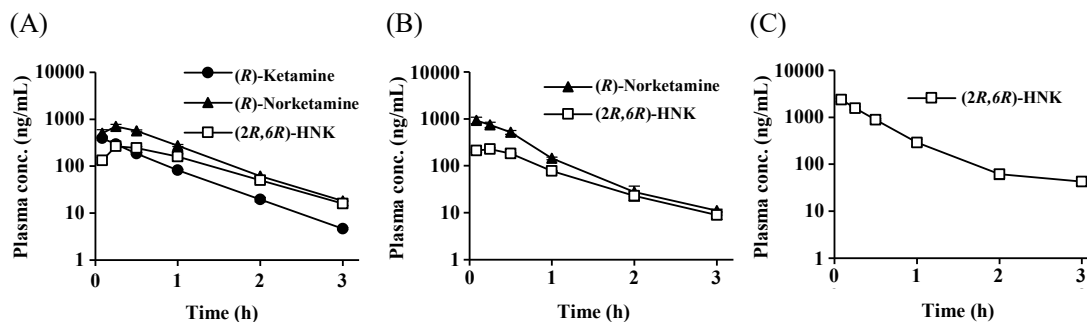 (A)
Plasma conc. (ng/mL)
10000
1000
100
10
1
0
1
2
3
Time (h)
(R)-Ketamine
(R)-Norketamine
(2R,6R)-HNK
(B)
Plasma conc. (ng/mL)
10000
1000
100
10
1
0
1
2
3
Time (h)
(R)-Norketamine
(2R,6R)-HNK
(C)
Plasma conc. (ng/mL)
10000
1000
100
10
1
0
1
2
3
Time (h)
(2R,6R)-HNK